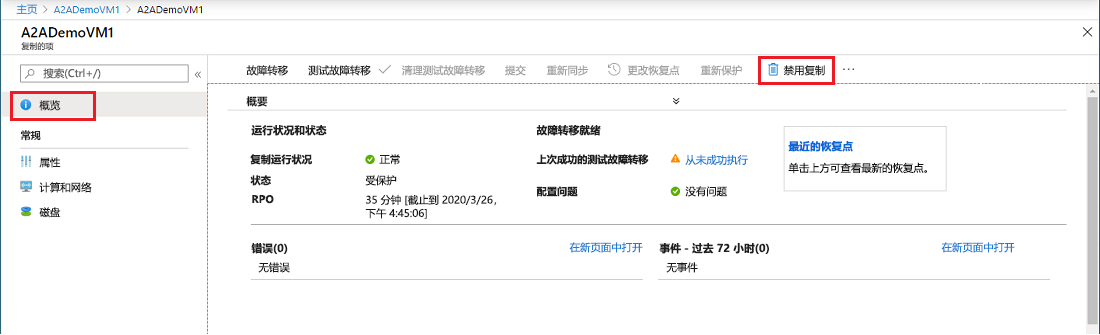 主页 > A2ADemoVM1 > A2ADemoVM1
A2ADemoVM1
复制的项
搜索(Ctrl+/)
故障转移 测试故障转移 清理测试故障转移 提交 重新同步 更改恢复点 重新保护 禁用复制 ...
概览
常规
属性
计算和网络
磁盘
概要
运行状况和状态
复制运行状况 正常
状态 受保护
RPO 35 分钟 [截止到 2020/3/26,
下午 4:45:06]
故障转移就绪
上次成功的测试故障转移 从未成功执行
配置问题 没有问题
最近的恢复点
单击上方可查看最新的恢复点。
错误(0) 在新页面中打开
无错误
事件 - 过去 72 小时(0) 在新页面中打开
无事件